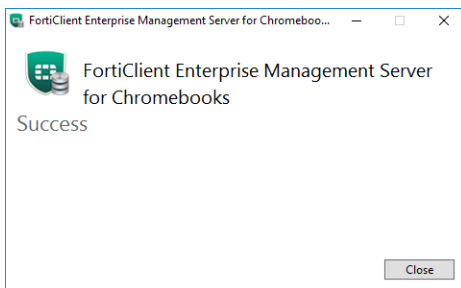 FortiClient Enterprise Management Server for Chromeboo...
FortiClient Enterprise Management Server
for Chromebooks
Success
Close